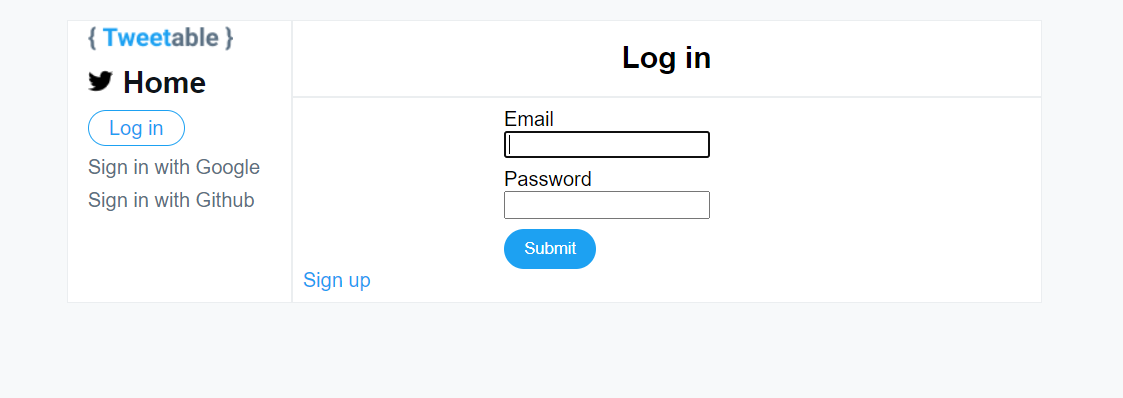 { Tweetable }
Home
Log in
Sign in with Google
Sign in with Github
Log in
Email
Password
Submit
Sign up